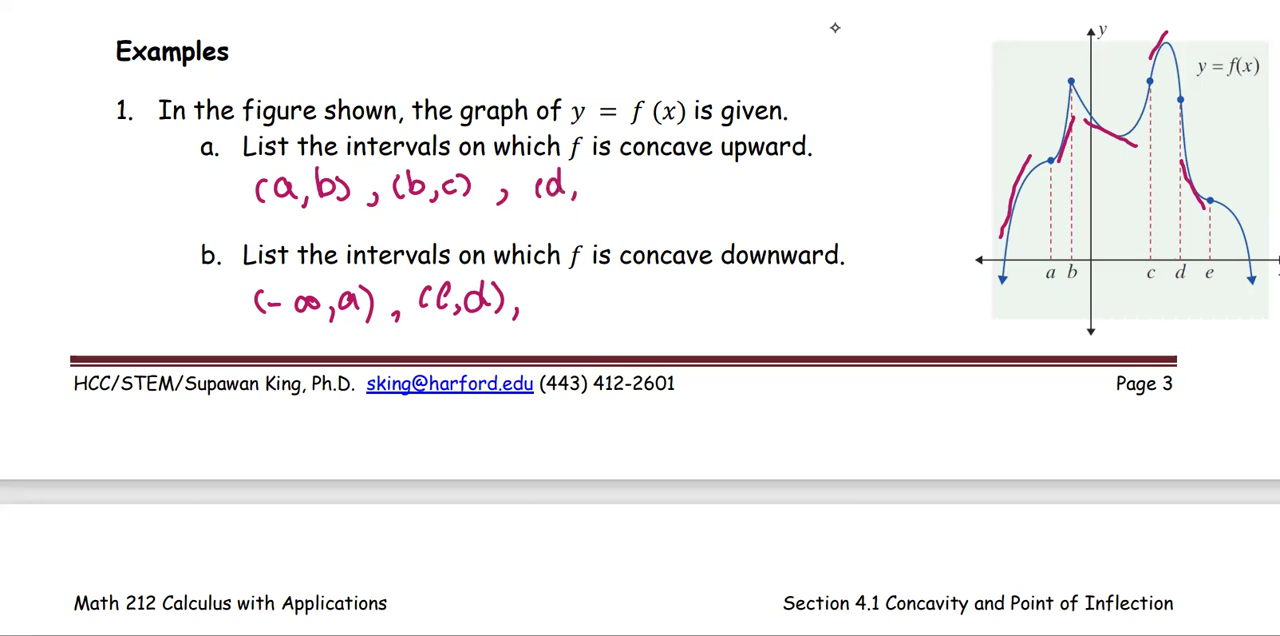 Examples
1. In the figure shown, the graph of y = f (x) is given.
a. List the intervals on which f is concave upward.
(a,b), (b,c), (d,
b. List the intervals on which f is concave downward.
(-∞,a), (c,d),
y
y = f(x)
a b c d e
HCC/STEM/Supawan King, Ph.D. sking@harford.edu (443) 412-2601 Page 3
Math 212 Calculus with Applications Section 4.1 Concavity and Point of Inflection